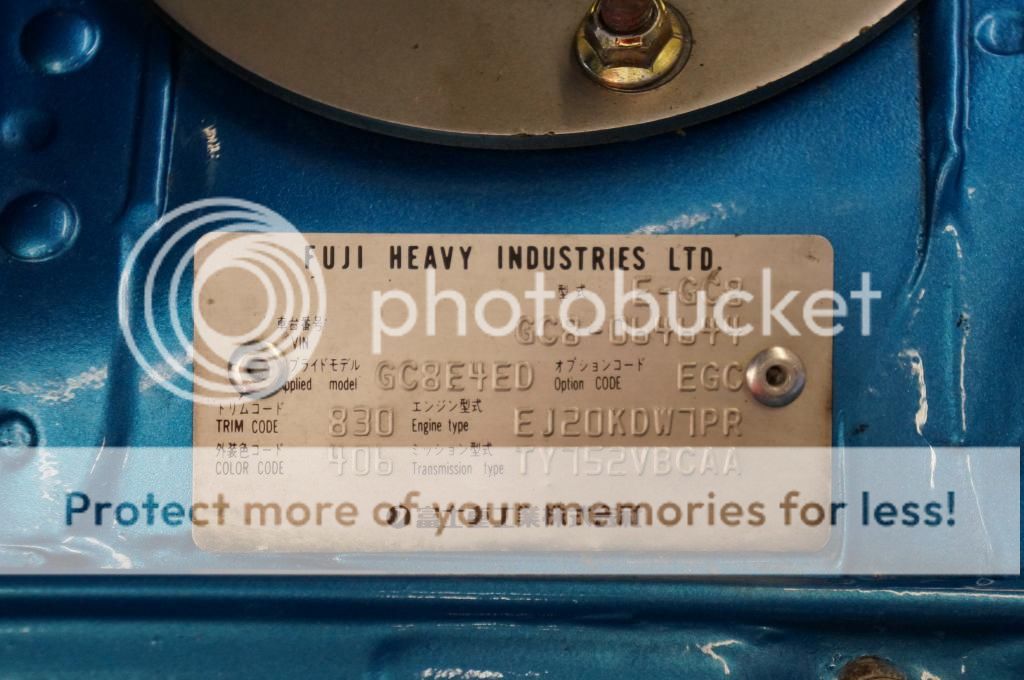 FUJI HEAVY INDUSTRIES LTD.
型式 E-GC8
車台番号
VIN
photobucket
プライドモデル オプションコード
Applied model GC8E4ED Option CODE EGC
トリムコード エンジン型式
TRIM CODE 830 Engine type EJ20KDW7PR
外装色コード ミッション型式
COLOR CODE 406 Transmission type TY752VBCAA
Protect more of your memories for less!